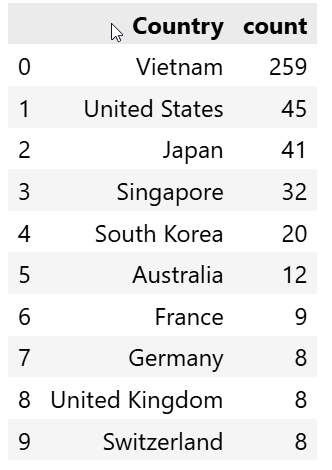 Country count
0 Vietnam 259
1 United States 45
2 Japan 41
3 Singapore 32
4 South Korea 20
5 Australia 12
6 France 9
7 Germany 8
8 United Kingdom 8
9 Switzerland 8